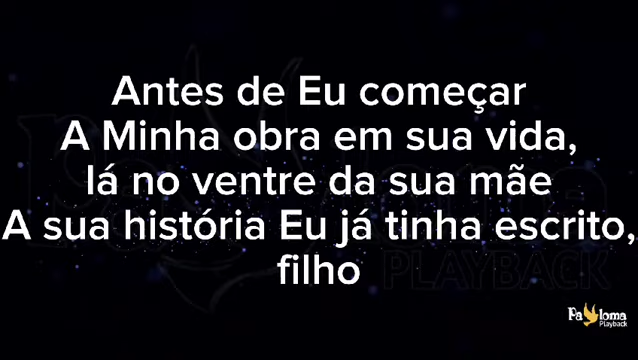 Antes de Eu começar
A Minha obra em sua vida,
lá no ventre da sua mãe
A sua história Eu já tinha escrito,
filho
PLAYBACK
Paloma
Playback